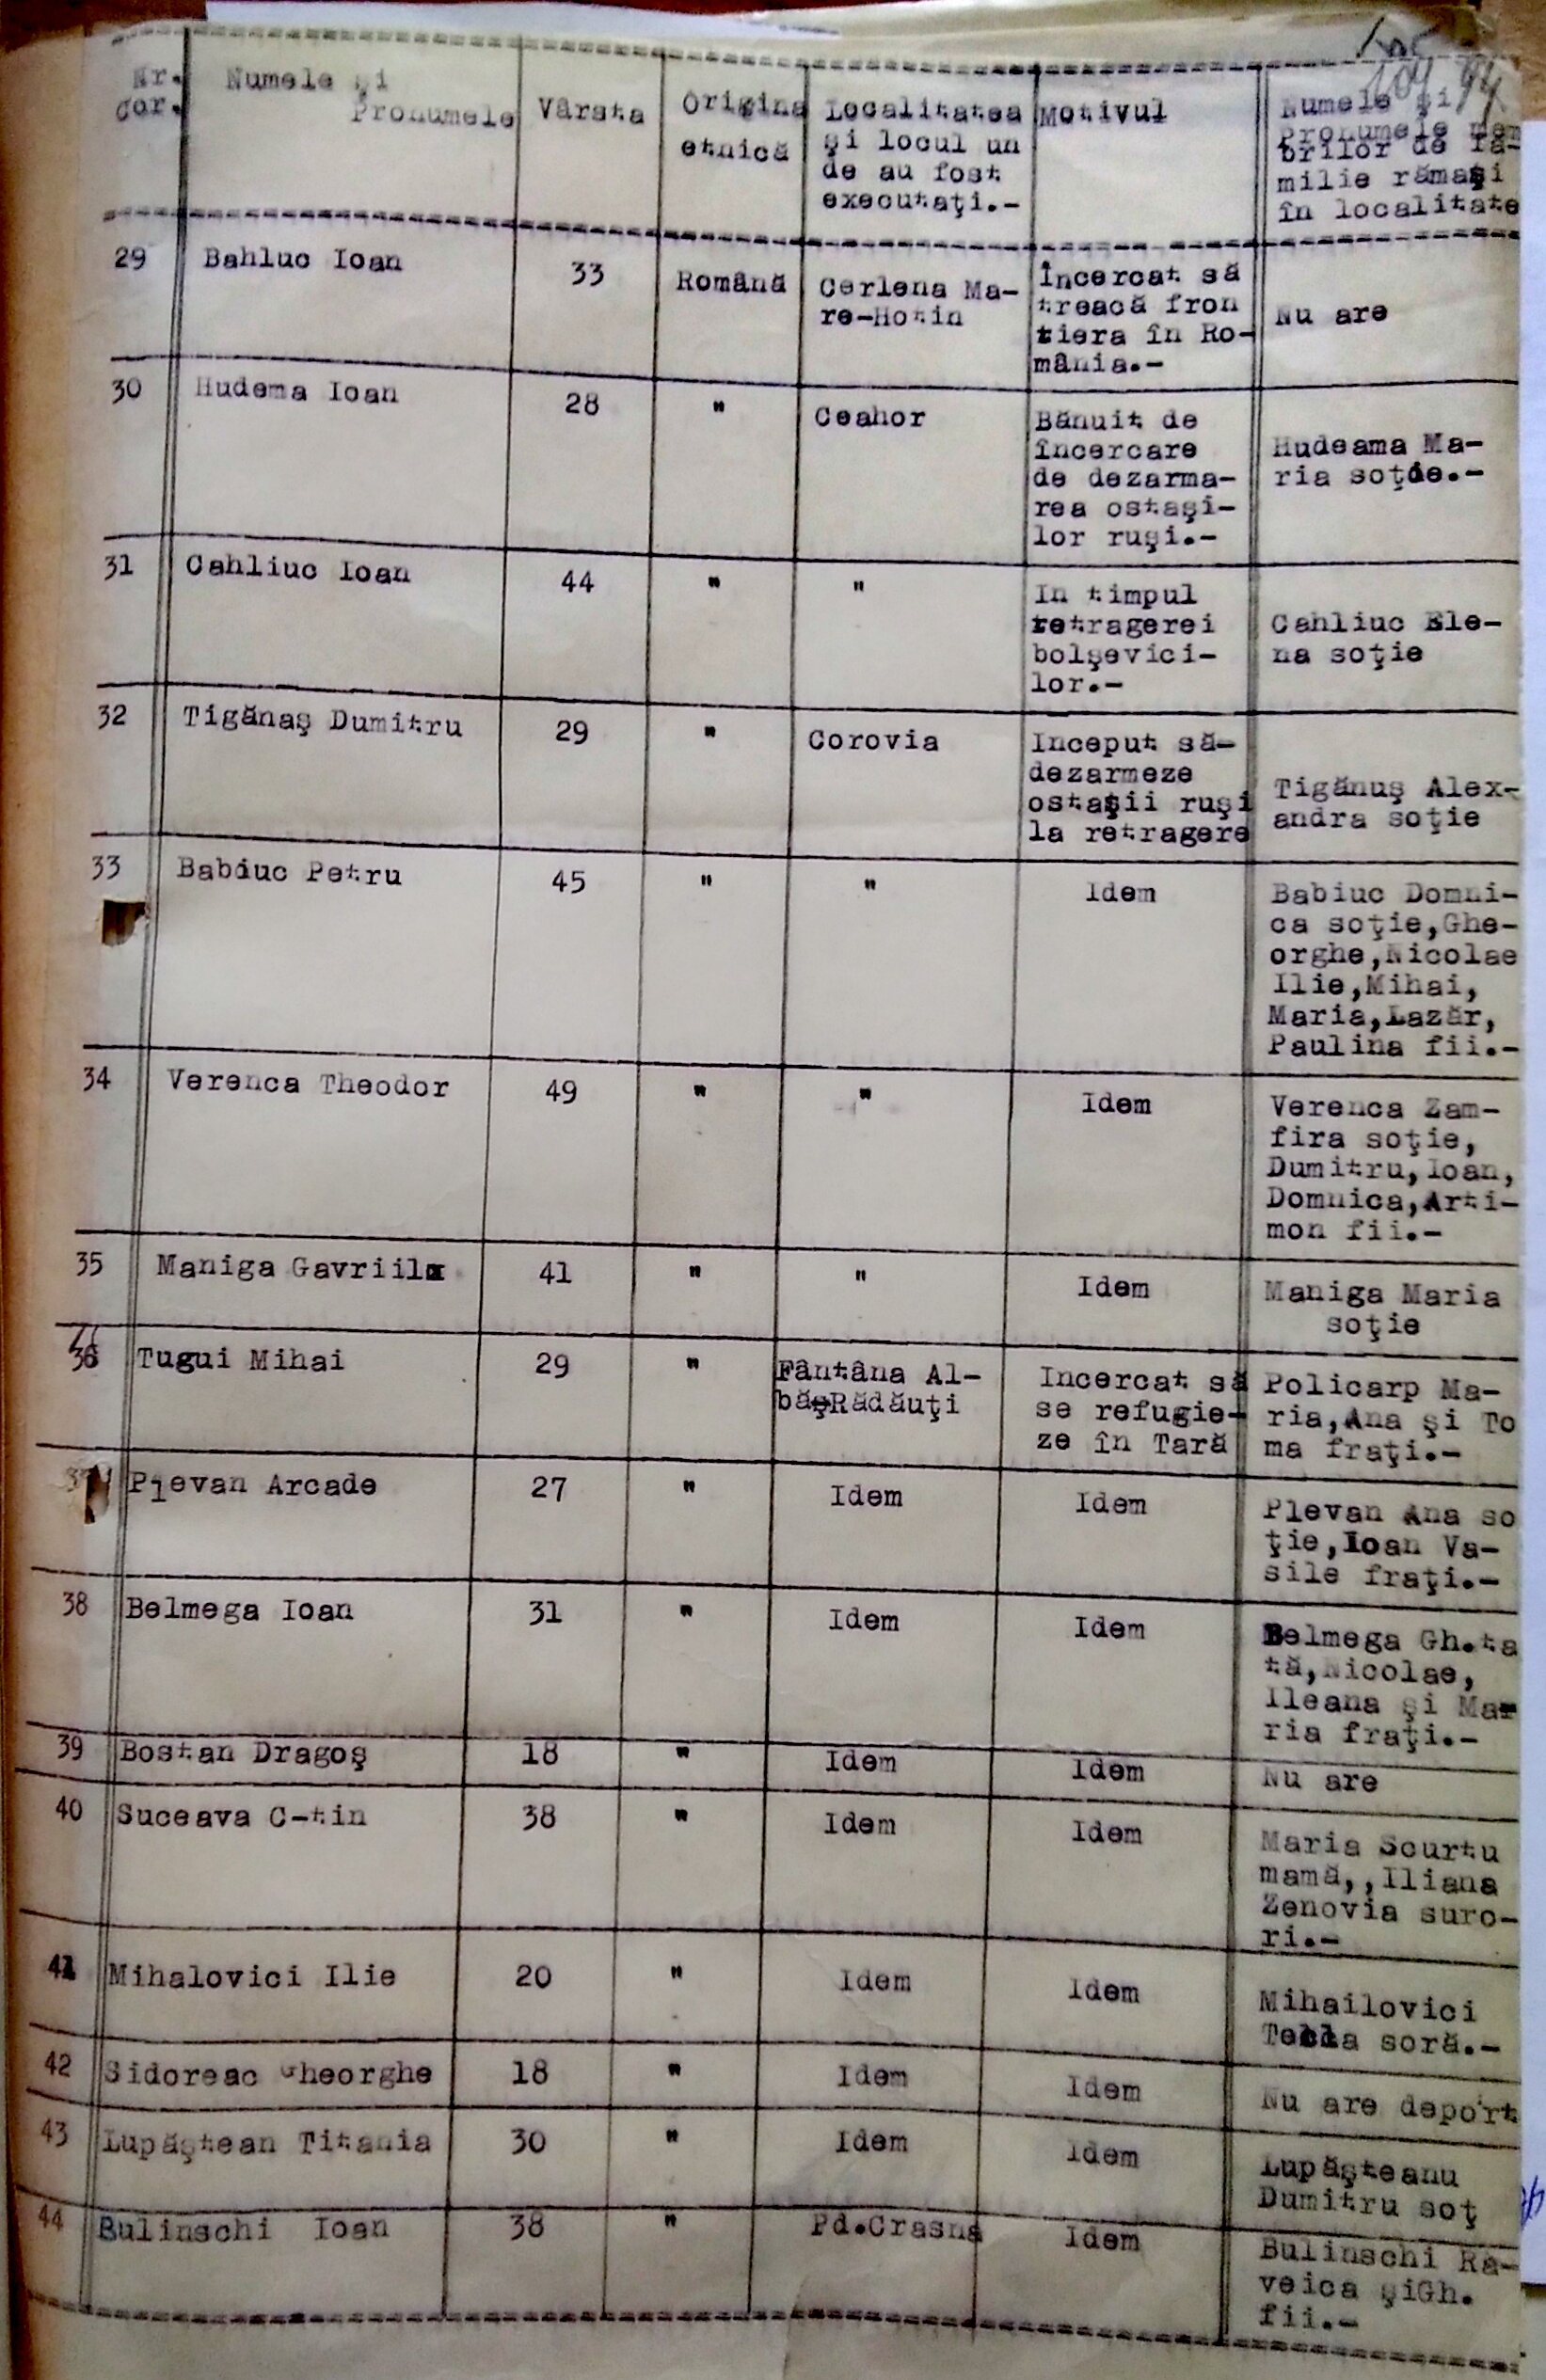 Nr. cor. | Numele şi Pronumele | Vârsta | Origina etnică | Localitatea şi locul unde au fost executaţi.- | Motivul | Numele şi pronumele membrilor de familie rămaşi în localitate
29 Bahluc Ioan 33 Română Cerlena Ma- Încercat să
re-Hotin treacă fron Nu are
tiera în Ro-
mânia.-
30 Hudema Ioan 28 " Ceahor Bănuit de
încercare Hudeama Ma-
de dezarma- ria soţie.-
rea ostaşi-
lor ruşi.-
31 Cahliuc Ioan 44 " " In timpul
retragerei Cahliuc Ele-
bolşevici- na soţie
lor.-
32 Tigănaş Dumitru 29 " Corovia Inceput să-
dezarmeze
ostaşii ruşi Tigănuş Alex-
la retragere andra soţie
33 Babiuc Petru 45 " " Idem Babiuc Domni-
ca soţie,Ghe-
orghe,Nicolae
Ilie,Mihai,
Maria,Lazăr,
Paulina fii.-
34 Verenca Theodor 49 " " Idem Verenca Zam-
fira soţie,
Dumitru,Ioan,
Domnica,Arti-
mon fii.-
35 Maniga Gavriil 41 " " Idem Maniga Maria
soţie
36 Tugui Mihai 29 " Fântâna Al- Incercat să Policarp Ma-
bă Rădăuţi se refugie- ria,Ana şi To
ze în Tară ma fraţi.-
Plevan Arcade 27 " Idem Idem Plevan Ana so
ţie,Ioan Va-
sile fraţi.-
38 Belmega Ioan 31 " Idem Idem Belmega Gh.ta
tă,Nicolae,
Ileana şi Ma-
ria fraţi.-
39 Bostan Dragoş 18 " Idem Idem Nu are
40 Suceava C-tin 38 " Idem Idem Maria Scurtu
mamă,,Iliana
Zenovia suro-
ri.-
41 Mihalovici Ilie 20 " Idem Idem Mihailovici
Tecla soră.-
42 Sidoreac Gheorghe 18 " Idem Idem Nu are deport
43 Lupăştean Titania 30 " Idem Idem Lupăşteanu
Dumitru soţ
44 Bulinschi Ioan 38 " Pd.Crasna Idem Bulinschi Ra-
veica şiGh.
fii.-